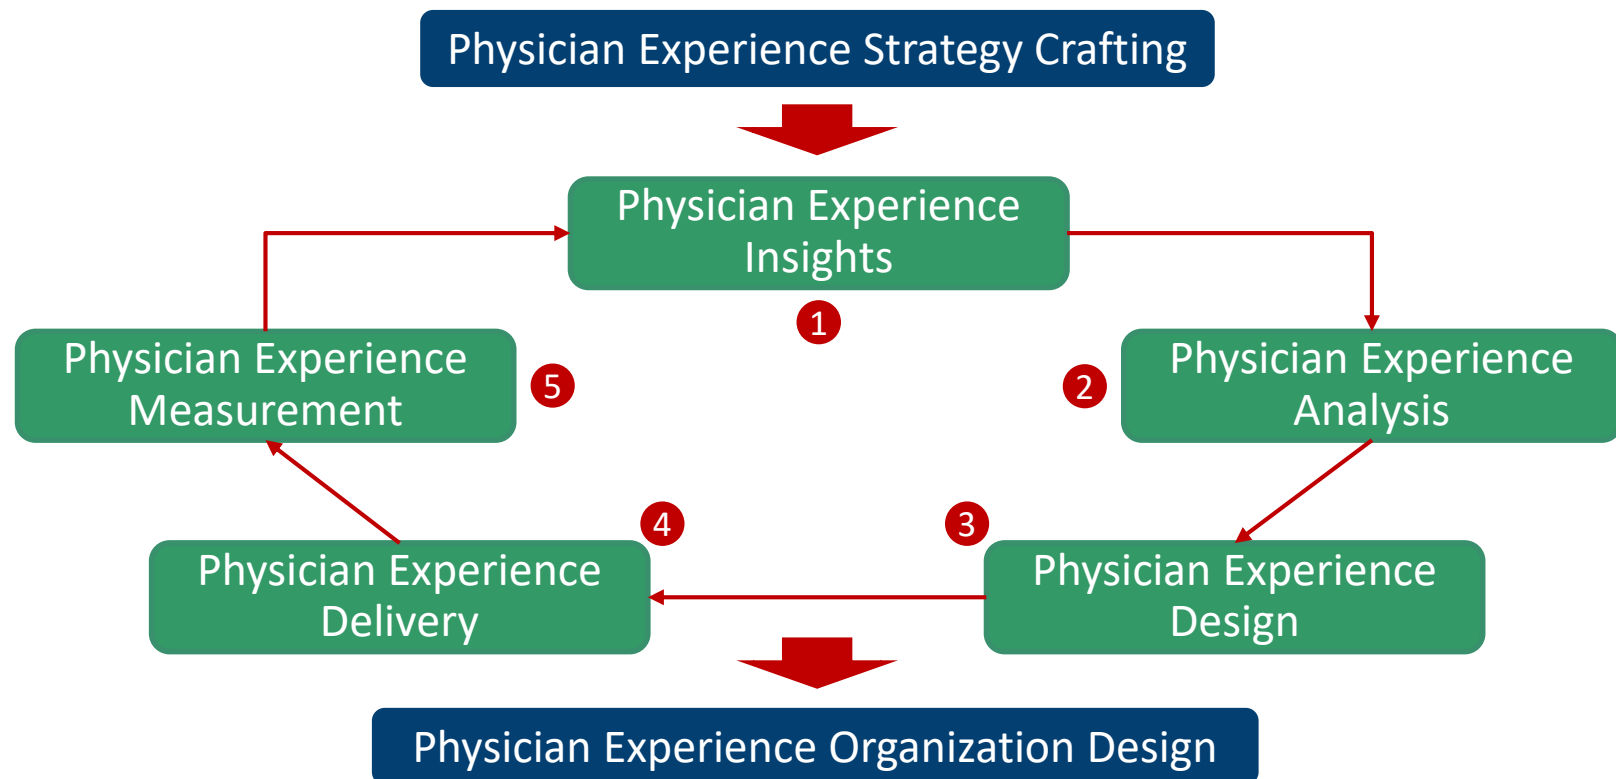 Physician Experience Strategy Crafting
Physician Experience
Insights
1
Physician Experience
Measurement
5
2
Physician Experience
Analysis
4
3
Physician Experience
Delivery
Physician Experience
Design
Physician Experience Organization Design